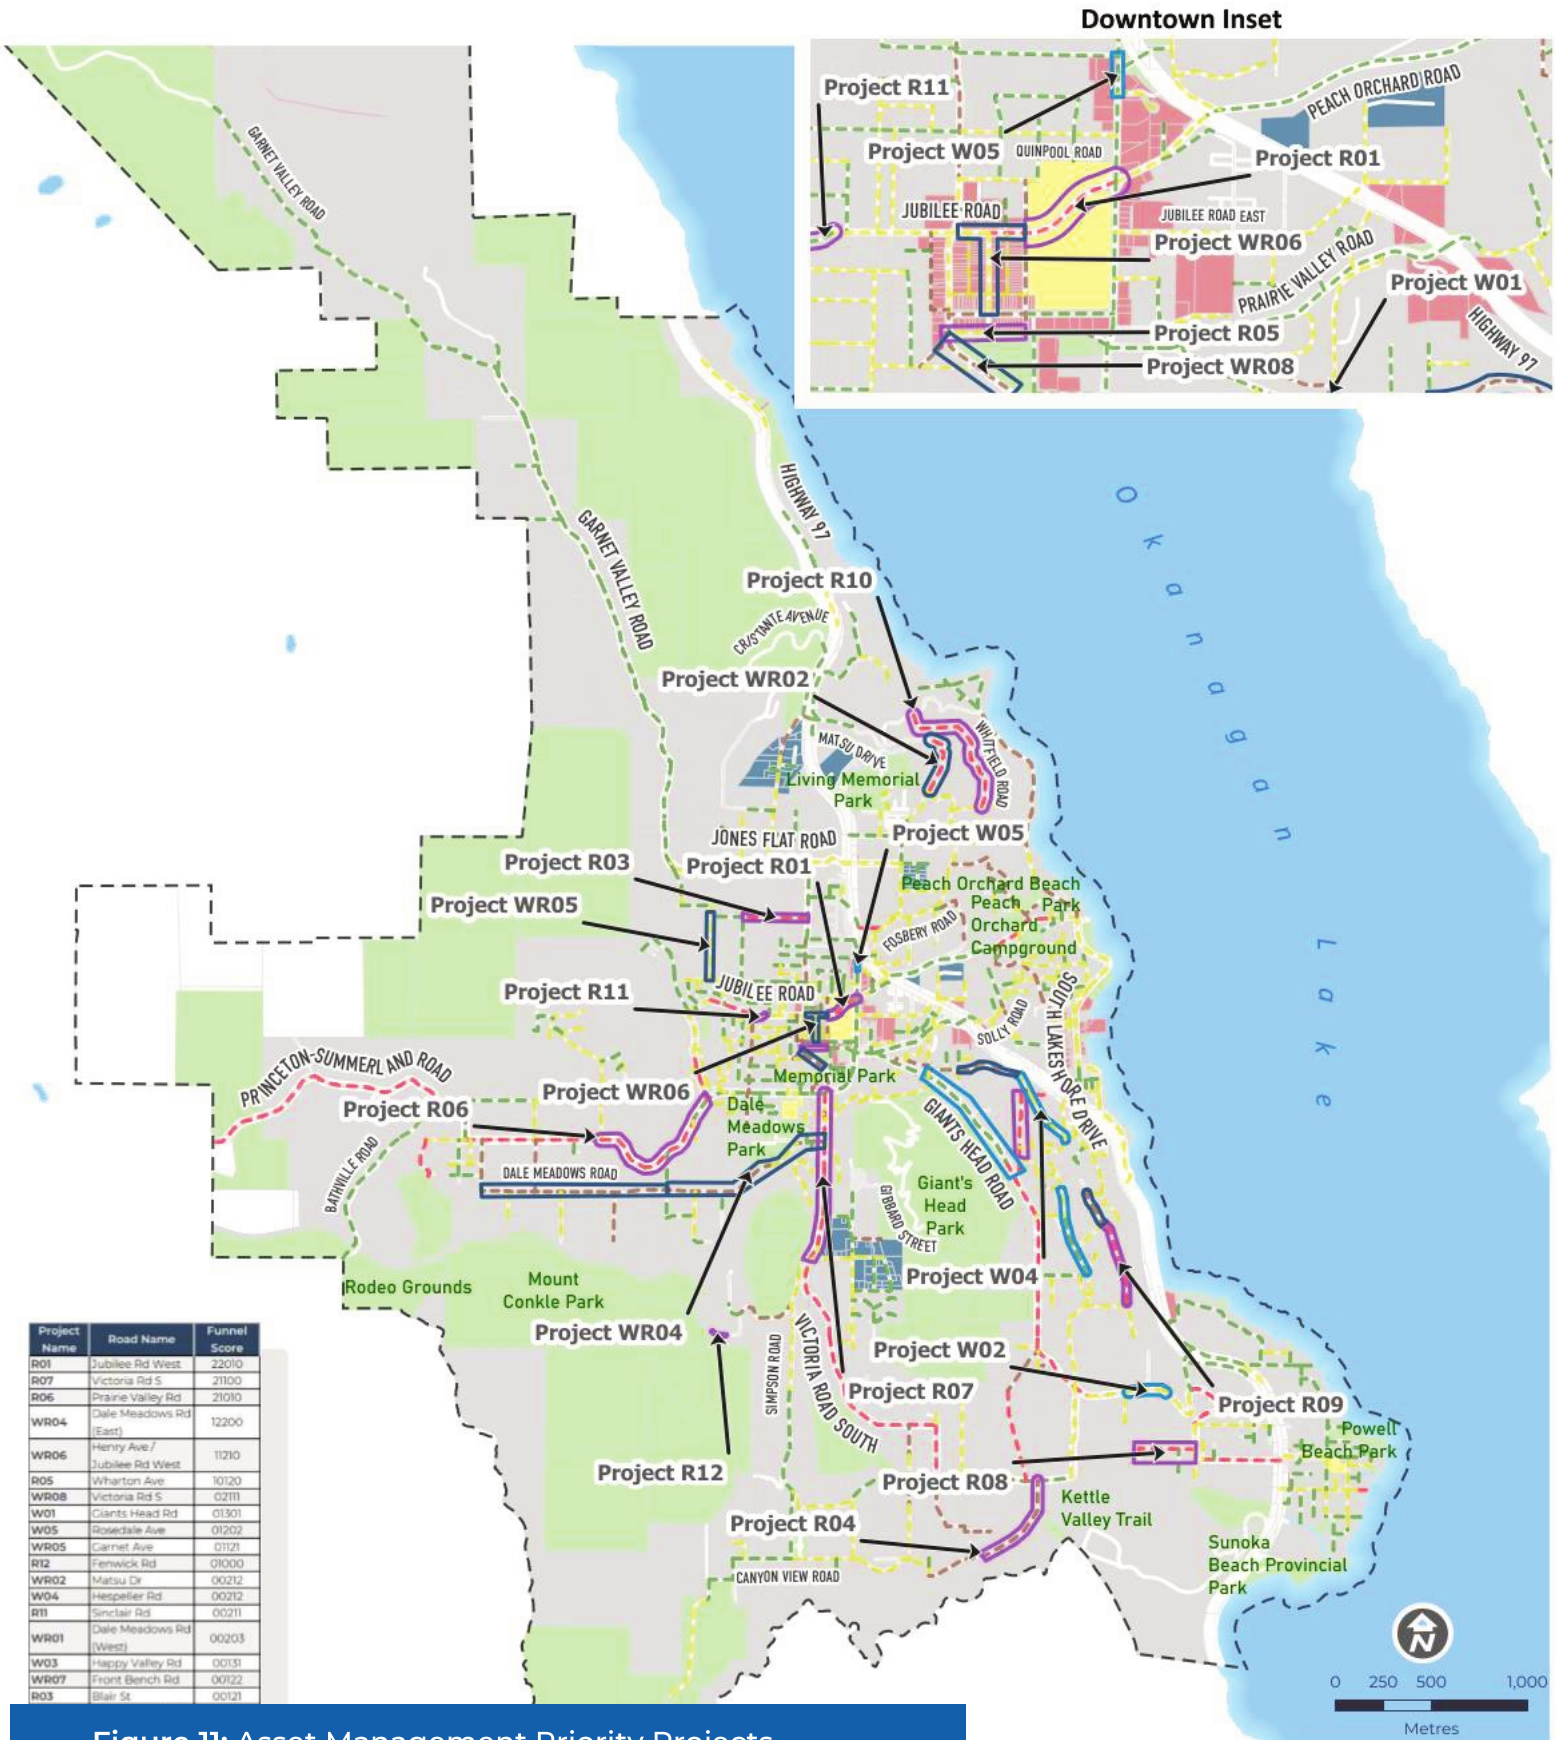 Downtown Inset
Project R11
PEACH ORCHARD ROAD
Project W05
QUINPOOL ROAD
Project R01
JUBILEE ROAD
JUBILEE ROAD EAST
Project WR06
PRAIRIE VALLEY ROAD
Project W01
HIGHWAY 97
Project R05
Project WR08
GARNET VALLEY ROAD
HIGHWAY 97
GARNET VALLEY ROAD
Okanagan Lake
Project R10
CRISTANTE AVENUE
Project WR02
MATSU DRIVE
WHITFIELD ROAD
Living Memorial
Park
Project W05
JONES FLAT ROAD
Project R03
Project R01
Peach Orchard Beach
Park
Peach
Orchard
Campground
Project WR05
FOSBERY ROAD
Project R11
JUBILEE ROAD
SOLLY ROAD
SOUTH LAKESHORE DRIVE
PRINCETON-SUMMERLAND ROAD
Memorial Park
Project WR06
Project R06
Dale
Meadows
Park
GIANTS HEAD ROAD
BATHVILLE ROAD
DALE MEADOWS ROAD
Giant's
Head
Park
GIBBARD STREET
Rodeo Grounds
Mount
Conkle Park
Project W04
Project WR04
VICTORIA ROAD SOUTH
SIMPSON ROAD
Project W02
Project R07
Project R09
Powell
Beach Park
Project R12
Project R08
Kettle
Valley Trail
Project R04
Sunoka
Beach Provincial
Park
CANYON VIEW ROAD
Project Name Road Name Funnel Score
R01 Jubilee Rd West 22010
R07 Victoria Rd S 21100
R06 Prairie Valley Rd 21010
WR04 Dale Meadows Rd (East) 12200
WR06 Henry Ave / Jubilee Rd West 11210
R05 Wharton Ave 10120
WR08 Victoria Rd S 02111
W01 Giants Head Rd 01301
W05 Rosedale Ave 01202
WR05 Garnet Ave 01121
R12 Fenwick Rd 01000
WR02 Matsu Dr 00212
W04 Hespeller Rd 00212
R11 Sinclair Rd 00211
WR01 Dale Meadows Rd (West) 00203
W03 Happy Valley Rd 00131
WR07 Front Bench Rd 00122
R03 Blair St 00121
N
0 250 500 1,000
Metres
Figure 11: Asset Management Priority Projects